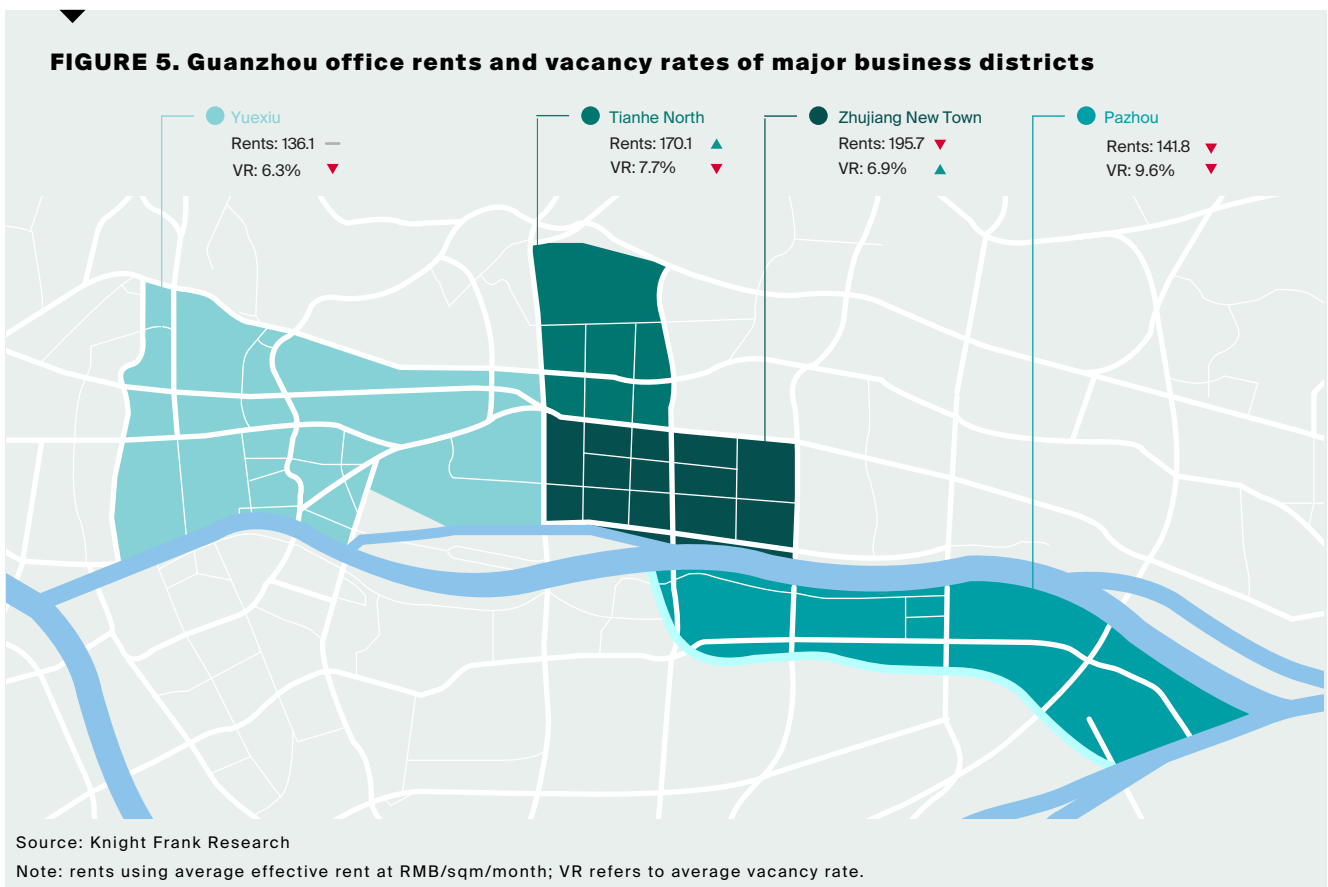 FIGURE 5. Guanzhou office rents and vacancy rates of major business districts
Yuexiu
Rents: 136.1
VR: 6.3%
Tianhe North
Rents: 170.1
VR: 7.7%
Zhujiang New Town
Rents: 195.7
VR: 6.9%
Pazhou
Rents: 141.8
VR: 9.6%
Source: Knight Frank Research
Note: rents using average effective rent at RMB/sqm/month; VR refers to average vacancy rate.